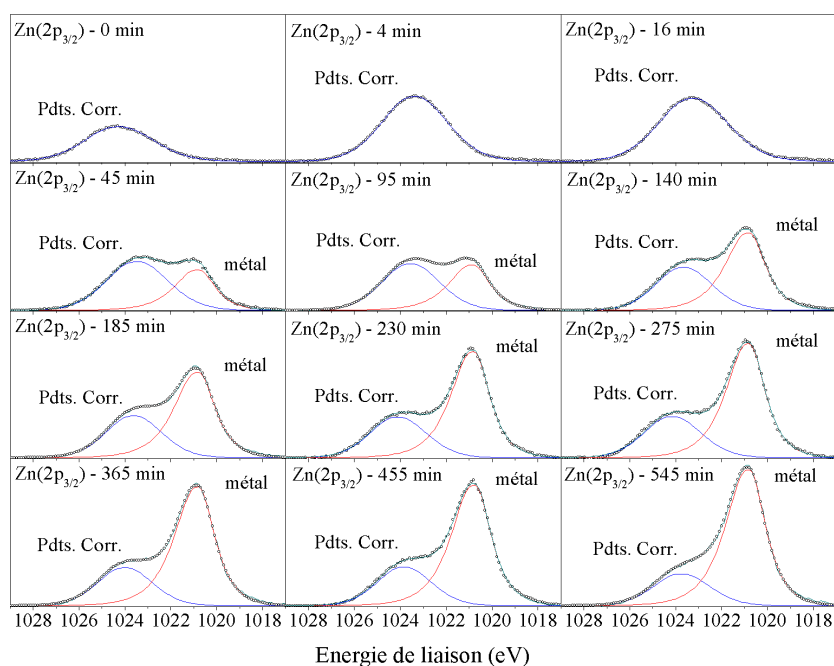 Zn(2p3/2) - 0 min
Zn(2p3/2) - 4 min
Zn(2p3/2) - 16 min
Pdts. Corr.
Pdts. Corr.
Pdts. Corr.
Zn(2p3/2) - 45 min
Zn(2p3/2) - 95 min
Zn(2p3/2) - 140 min
Pdts. Corr.
métal
Pdts. Corr.
métal
Pdts. Corr.
métal
Zn(2p3/2) - 185 min
Zn(2p3/2) - 230 min
Zn(2p3/2) - 275 min
Pdts. Corr.
métal
Pdts. Corr.
métal
Pdts. Corr.
métal
Zn(2p3/2) - 365 min
Zn(2p3/2) - 455 min
Zn(2p3/2) - 545 min
Pdts. Corr.
métal
Pdts. Corr.
métal
Pdts. Corr.
métal
1028 1026 1024 1022 1020 1018 1028 1026 1024 1022 1020 1018 1028 1026 1024 1022 1020 1018
Energie de liaison (eV)